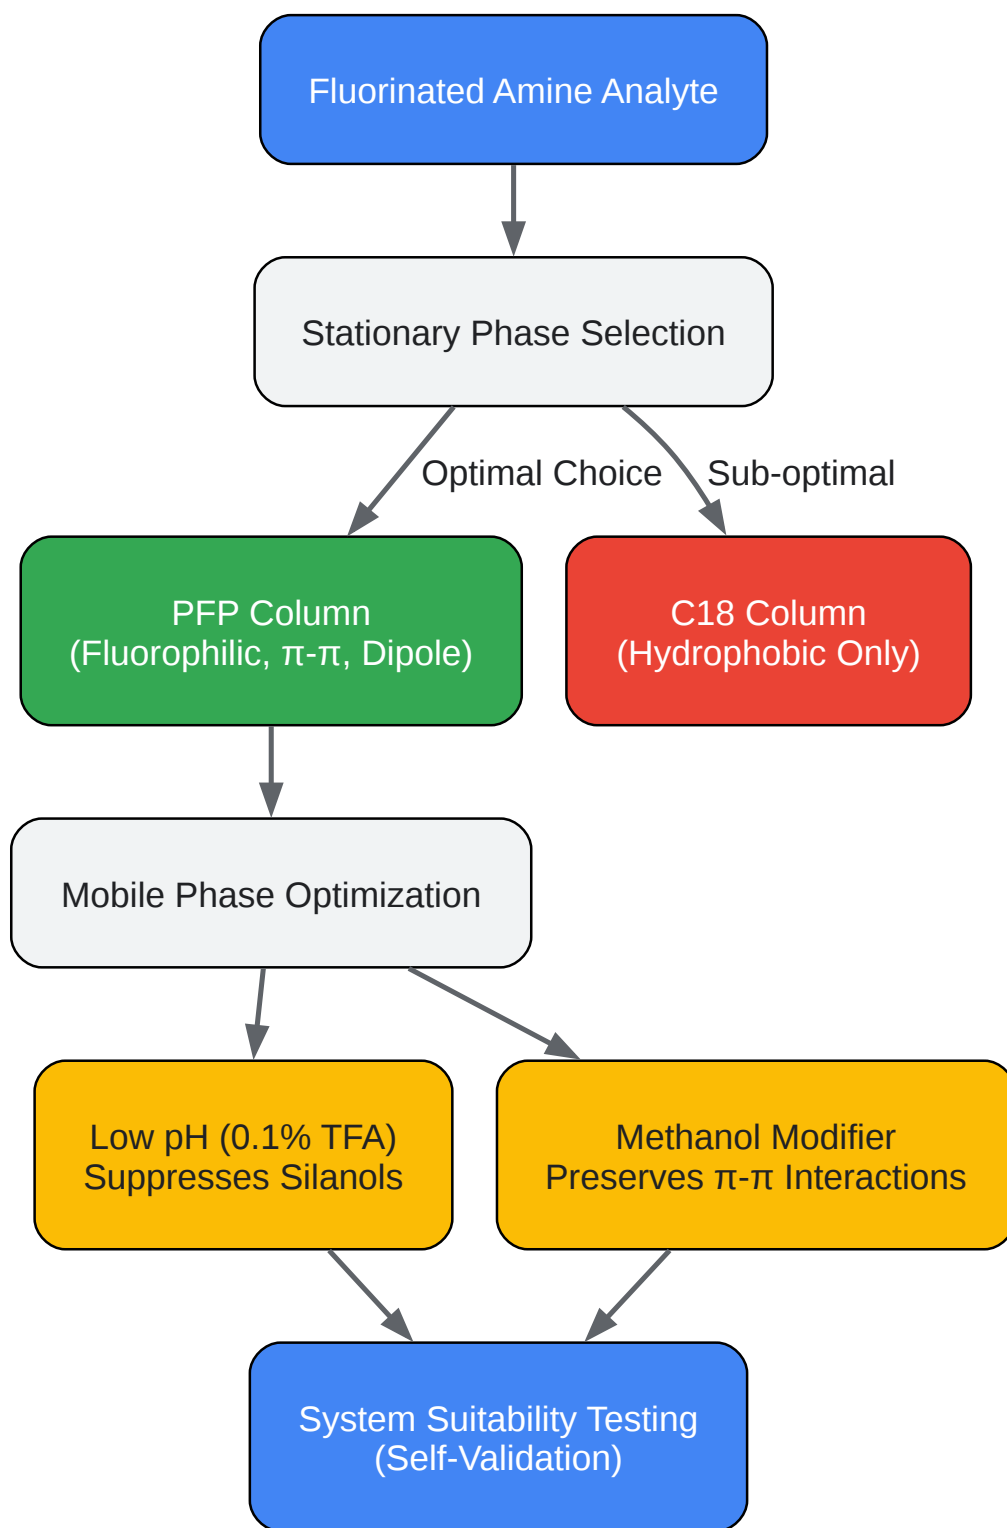 Fluorinated Amine Analyte
Stationary Phase Selection
Optimal Choice
Sub-optimal
PFP Column
(Fluorophilic, π-π, Dipole)
C18 Column
(Hydrophobic Only)
Mobile Phase Optimization
Low pH (0.1% TFA)
Suppresses Silanols
Methanol Modifier
Preserves π-π Interactions
System Suitability Testing
(Self-Validation)